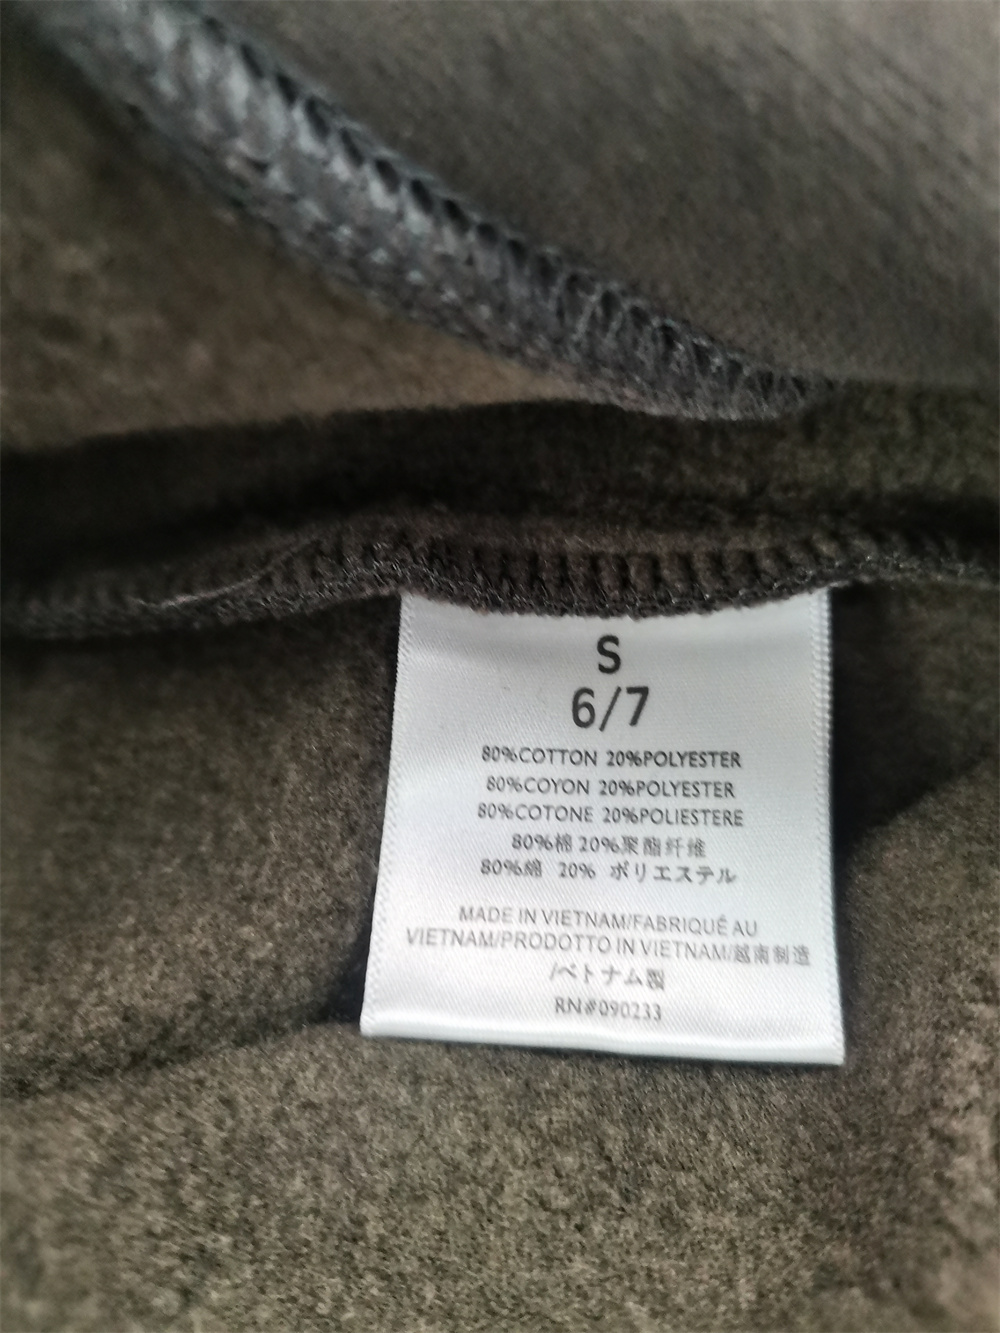 S
6/7
80%COTTON 20%POLYESTER
80%COYON 20%POLYESTER
80%COTONE 20%POLIESTERE
80%棉 20%聚酯纤维
80%綿 20% ポリエステル
MADE IN VIETNAM/FABRIQUÉ AU
VIETNAM/PRODOTTO IN VIETNAM/越南制造
/ベトナム製
RN#090233